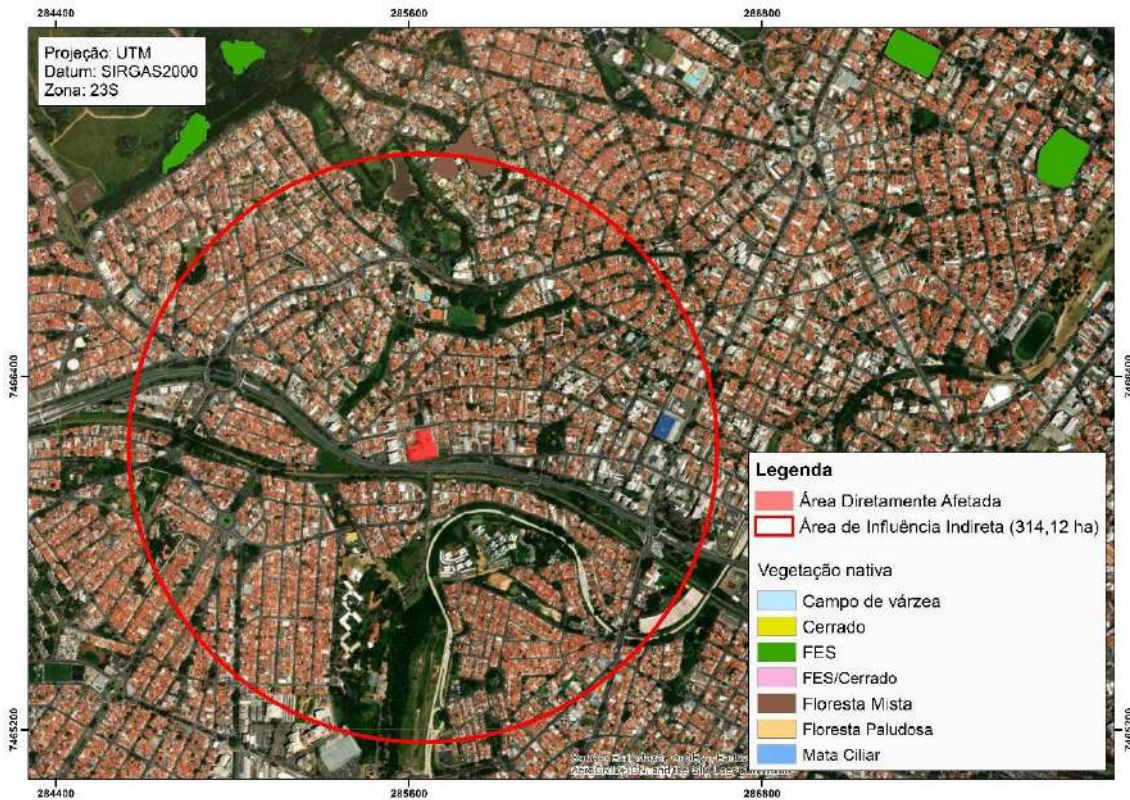 284400 285600 286800
Projeção: UTM
Datum: SIRGAS2000
Zona: 23S
7466400 7466400
Legenda
Área Diretamente Afetada
Área de Influência Indireta (314,12 ha)
Vegetação nativa
Campo de várzea
Cerrado
FES
FES/Cerrado
Floresta Mista
Floresta Paludosa
Mata Ciliar
7465200 7465200
284400 285600 286800